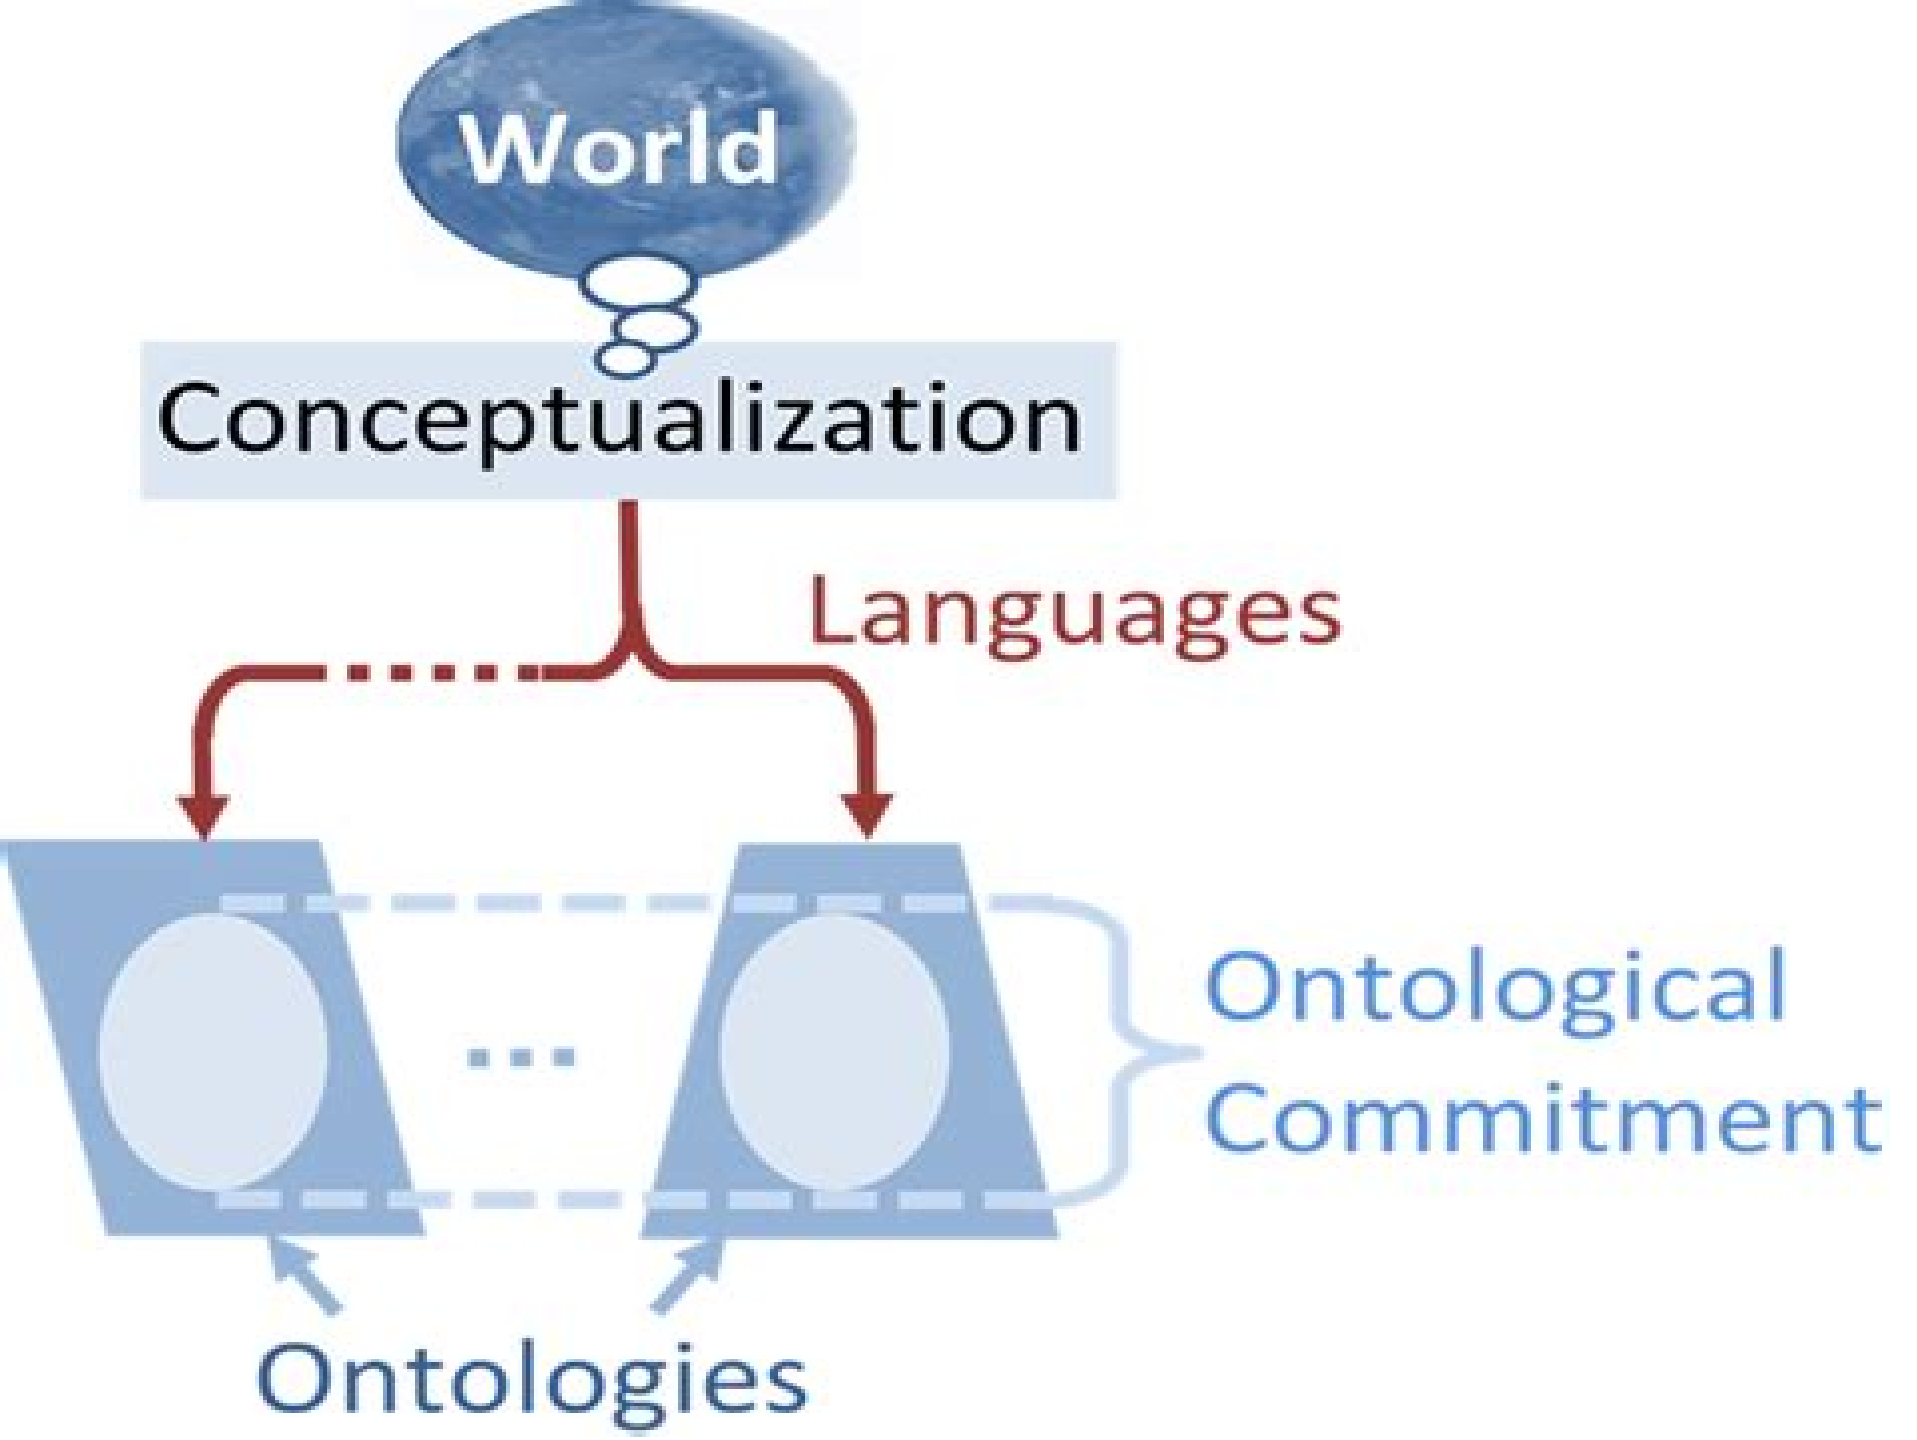 World
Conceptualization
Languages
Ontological
Commitment
Ontologies